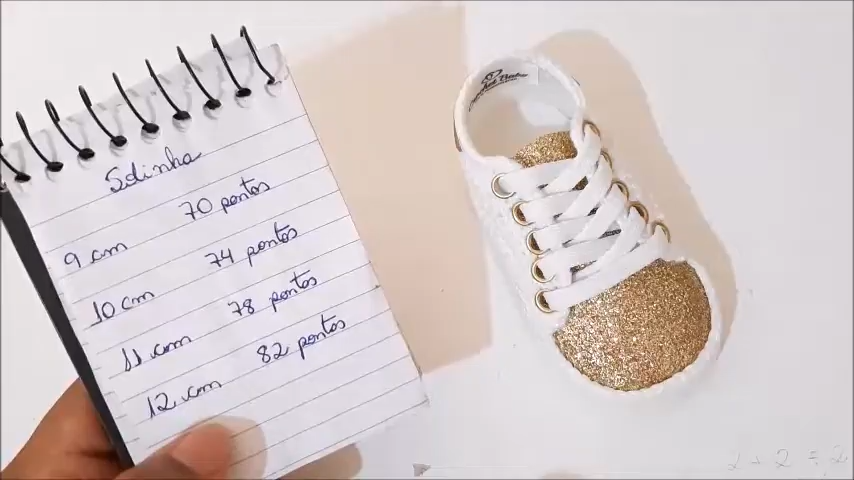 Solinha
9 cm 70 pontos
10 cm 74 pontos
11 cm 78 pontos
12 cm 82 pontos